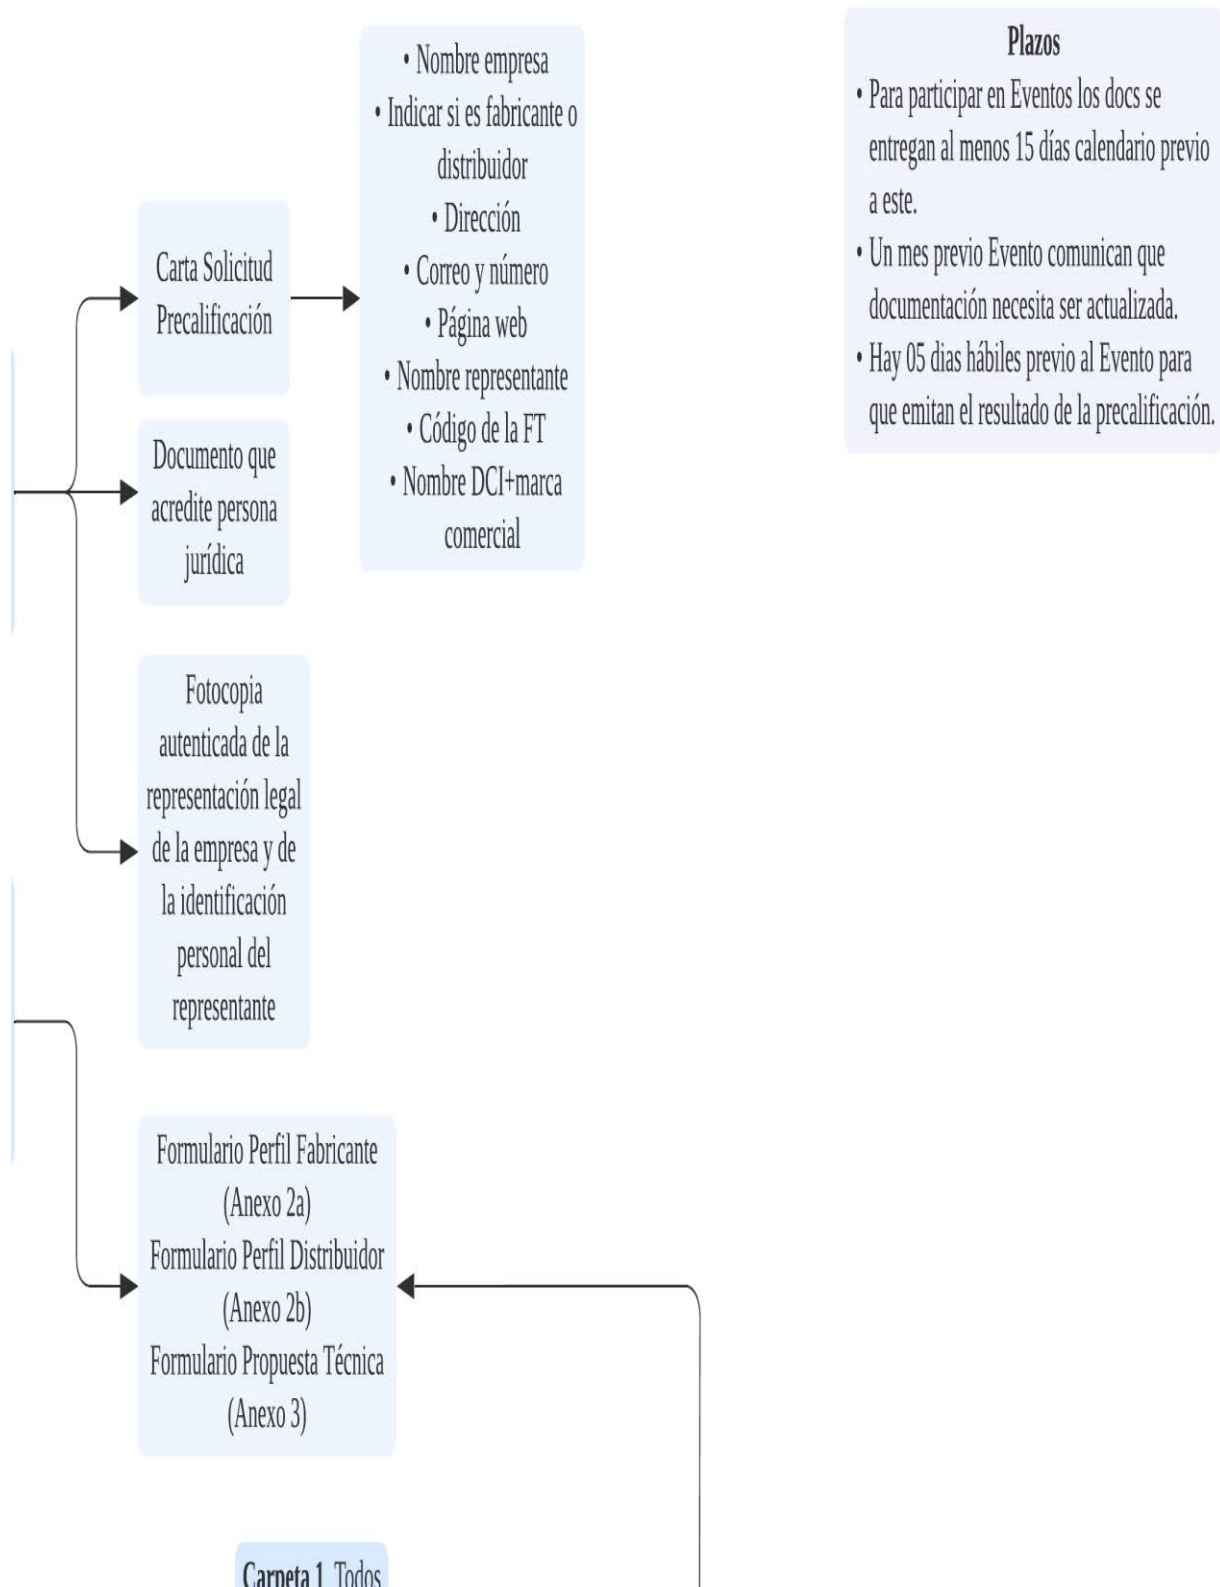 • Nombre empresa
• Indicar si es fabricante o
distribuidor
• Dirección
• Correo y número
• Página web
• Nombre representante
• Código de la FT
• Nombre DCI+marca
comercial
Plazos
• Para participar en Eventos los docs se
entregan al menos 15 días calendario previo
a este.
• Un mes previo Evento comunican que
documentación necesita ser actualizada.
• Hay 05 dias hábiles previo al Evento para
que emitan el resultado de la precalificación.
Carta Solicitud
Precalificación
Documento que
acredite persona
jurídica
Fotocopia
autenticada de la
representación legal
de la empresa y de
la identificación
personal del
representante
Formulario Perfil Fabricante
(Anexo 2a)
Formulario Perfil Distribuidor
(Anexo 2b)
Formulario Propuesta Técnica
(Anexo 3)
Carpeta 1 Todos